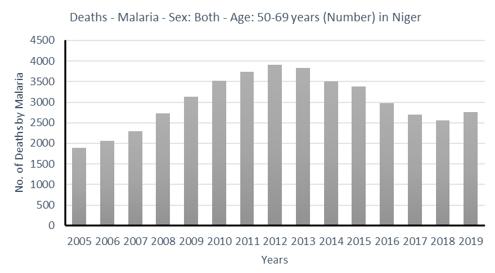 Deaths - Malaria - Sex: Both - Age: 50-69 years (Number) in Niger
4500
4000
3500
3000
2500
2000
1500
1000
500
0
No. of Deaths by Malaria
2005 2006 2007 2008 2009 2010 2011 2012 2013 2014 2015 2016 2017 2018 2019
Years